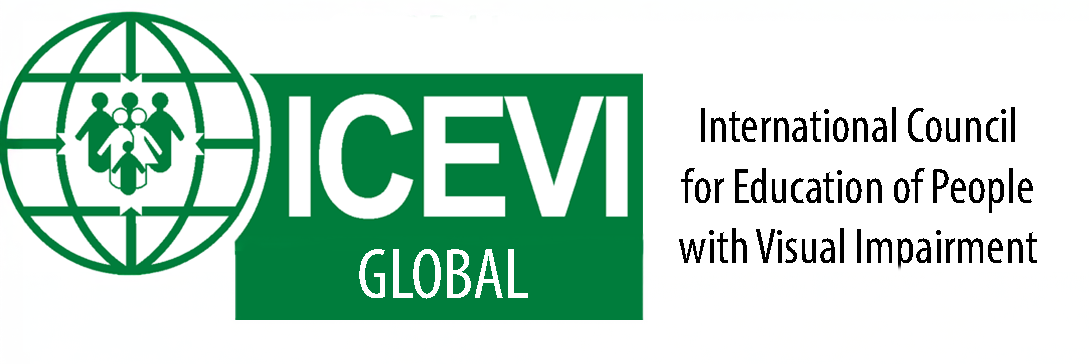 ICEVI
GLOBAL
International Council
for Education of People
with Visual Impairment